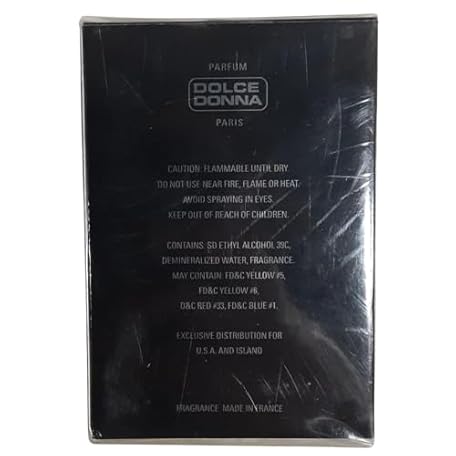 PARFUM
DOLCE
DONNA
PARIS
CAUTION: FLAMMABLE UNTIL DRY.
DO NOT USE NEAR FIRE, FLAME OR HEAT.
AVOID SPRAYING IN EYES.
KEEP OUT OF REACH OF CHILDREN.
CONTAINS: SD ETHYL ALCOHOL 39C,
DEMINERALIZED WATER, FRAGRANCE.
MAY CONTAIN: FD&C YELLOW #5,
FD&C YELLOW #6,
D&C RED #33, FD&C BLUE #1.
EXCLUSIVE DISTRIBUTION FOR
U.S.A. AND ISLAND
FRAGRANCE MADE IN FRANCE